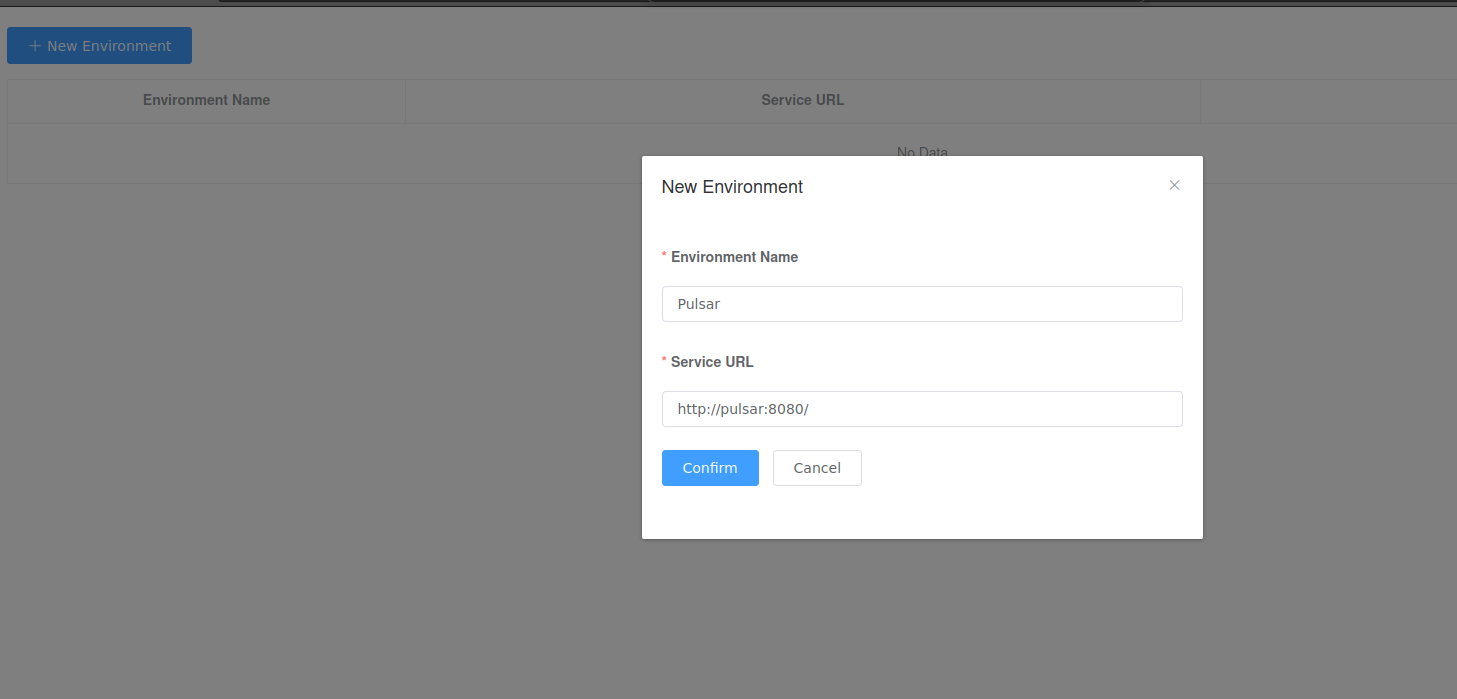 + New Environment
Environment Name
Service URL
No Data
New Environment
* Environment Name
Pulsar
* Service URL
http://pulsar:8080/
Confirm
Cancel